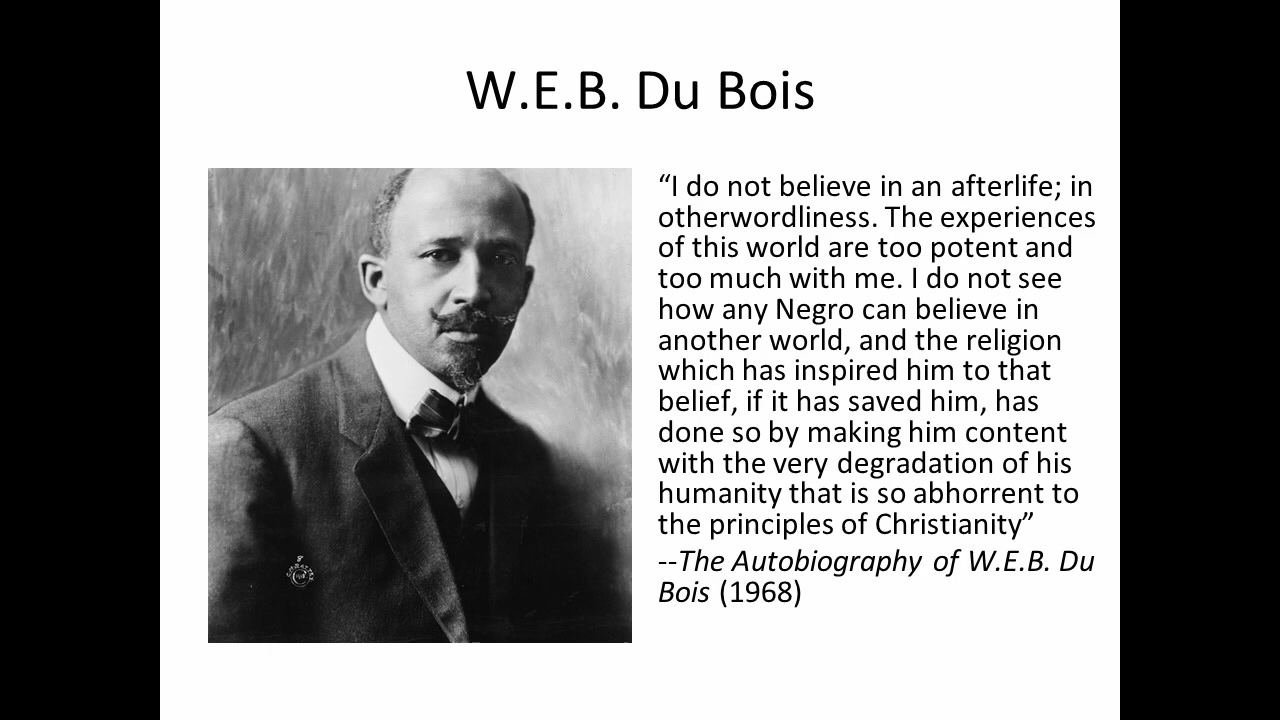 W.E.B. Du Bois
“I do not believe in an afterlife; in
otherwordliness. The experiences
of this world are too potent and
too much with me. I do not see
how any Negro can believe in
another world, and the religion
which has inspired him to that
belief, if it has saved him, has
done so by making him content
with the very degradation of his
humanity that is so abhorrent to
the principles of Christianity”
--The Autobiography of W.E.B. Du
Bois (1968)